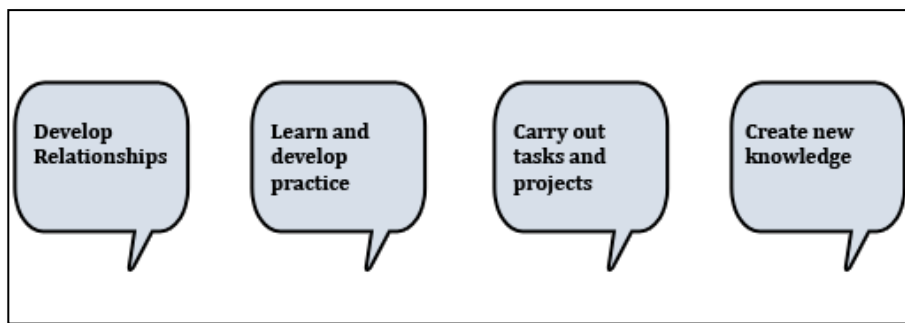 Develop
Relationships
Learn and
develop
practice
Carry out
tasks and
projects
Create new
knowledge